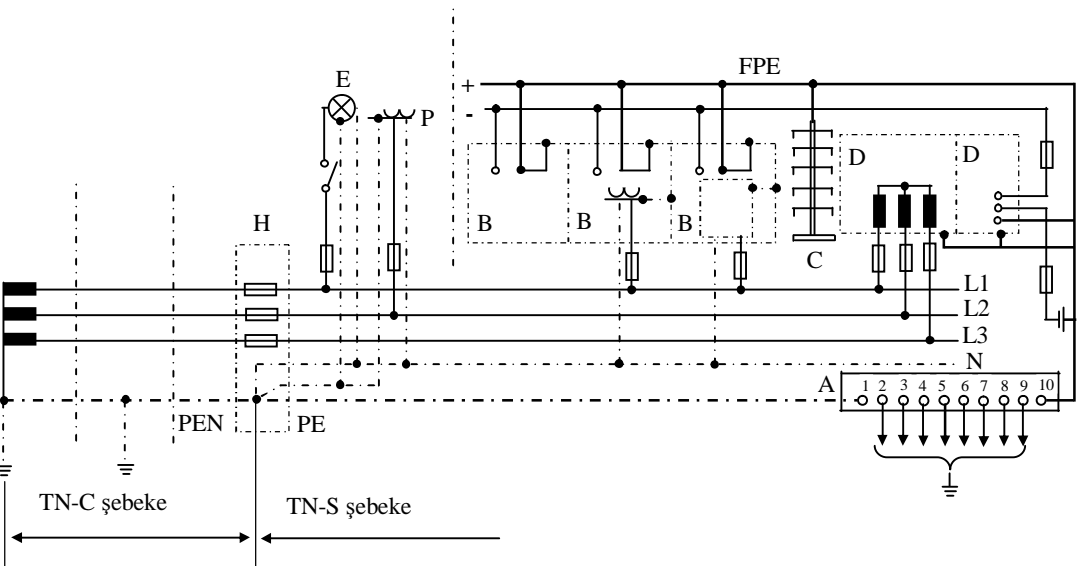 FPE
E
+
P
-
D
D
H
B
B
B
C
L1
L2
L3
N
A
1 2 3 4 5 6 7 8 9 10
PEN
PE
TN-C şebeke
TN-S şebeke